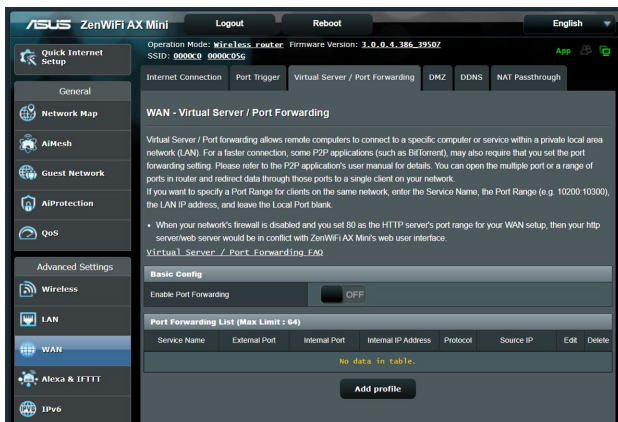 ASUS ZenWiFi AX Mini Logout Reboot English
Operation Mode: Wireless router Firmware Version: 3.0.0.4.386_39507
SSID: 0000C0 0000C05G
App
Quick Internet
Setup
General
Network Map
AiMesh
Guest Network
AiProtection
QoS
Advanced Settings
Wireless
LAN
WAN
Alexa & IFTTT
IPv6
Internet Connection Port Trigger Virtual Server / Port Forwarding DMZ DDNS NAT Passthrough
WAN - Virtual Server / Port Forwarding
Virtual Server / Port forwarding allows remote computers to connect to a specific computer or service within a private local area
network (LAN). For a faster connection, some P2P applications (such as BitTorrent), may also require that you set the port
forwarding setting. Please refer to the P2P application's user manual for details. You can open the multiple port or a range of
ports in router and redirect data through those ports to a single client on your network.
If you want to specify a Port Range for clients on the same network, enter the Service Name, the Port Range (e.g. 10200:10300),
the LAN IP address, and leave the Local Port blank.
• When your network's firewall is disabled and you set 80 as the HTTP server's port range for your WAN setup, then your http
server/web server would be in conflict with ZenWiFi AX Mini's web user interface.
Virtual Server / Port Forwarding FAQ
Basic Config
Enable Port Forwarding OFF
Port Forwarding List (Max Limit : 64)
Service Name External Port Internal Port Internal IP Address Protocol Source IP Edit Delete
No data in table.
Add profile